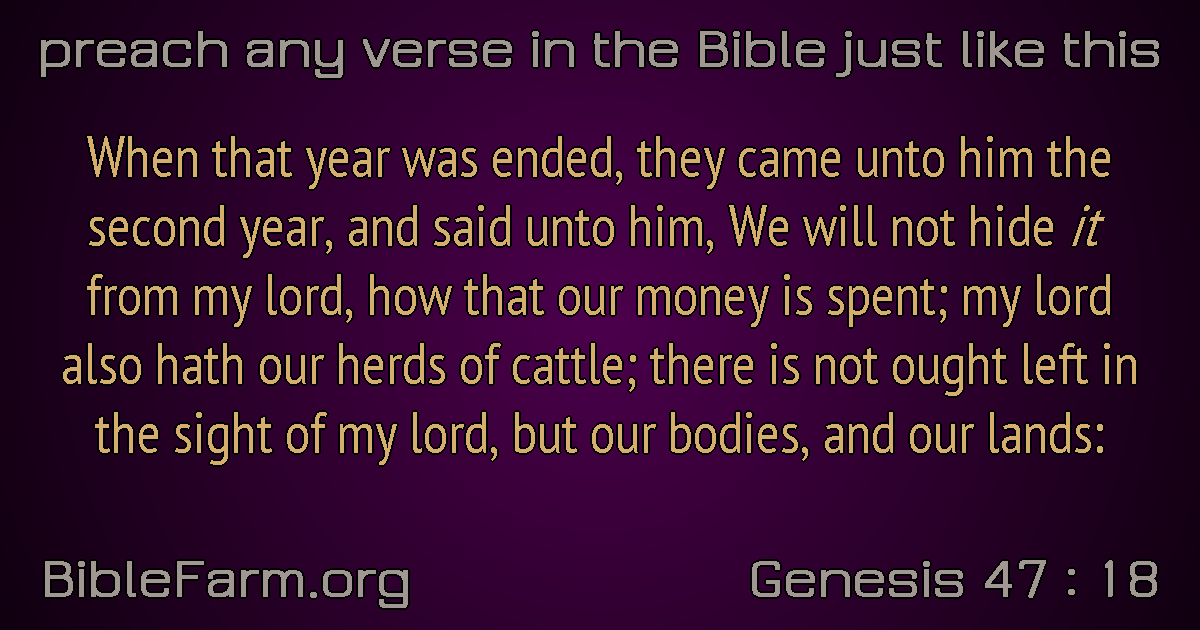 preach any verse in the Bible just like this
When that year was ended, they came unto him the
second year, and said unto him, We will not hide it
from my lord, how that our money is spent; my lord
also hath our herds of cattle; there is not ought left in
the sight of my lord, but our bodies, and our lands:
BibleFarm.org
Genesis 47 : 18